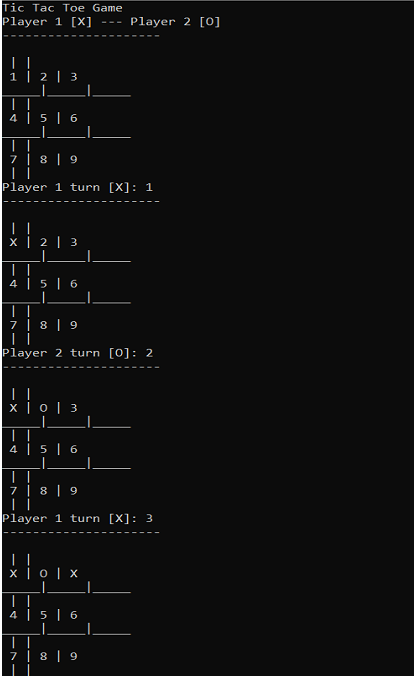 Tic Tac Toe Game
Player 1 [X] --- Player 2 [O]
---------------------
 | |
 1 | 2 | 3
_____|_____|_____
 | |
 4 | 5 | 6
_____|_____|_____
 | |
 7 | 8 | 9
 | |
Player 1 turn [X]: 1
---------------------
 | |
 X | 2 | 3
_____|_____|_____
 | |
 4 | 5 | 6
_____|_____|_____
 | |
 7 | 8 | 9
 | |
Player 2 turn [O]: 2
---------------------
 | |
 X | O | 3
_____|_____|_____
 | |
 4 | 5 | 6
_____|_____|_____
 | |
 7 | 8 | 9
 | |
Player 1 turn [X]: 3
---------------------
 | |
 X | O | X
_____|_____|_____
 | |
 4 | 5 | 6
_____|_____|_____
 | |
 7 | 8 | 9
 | |